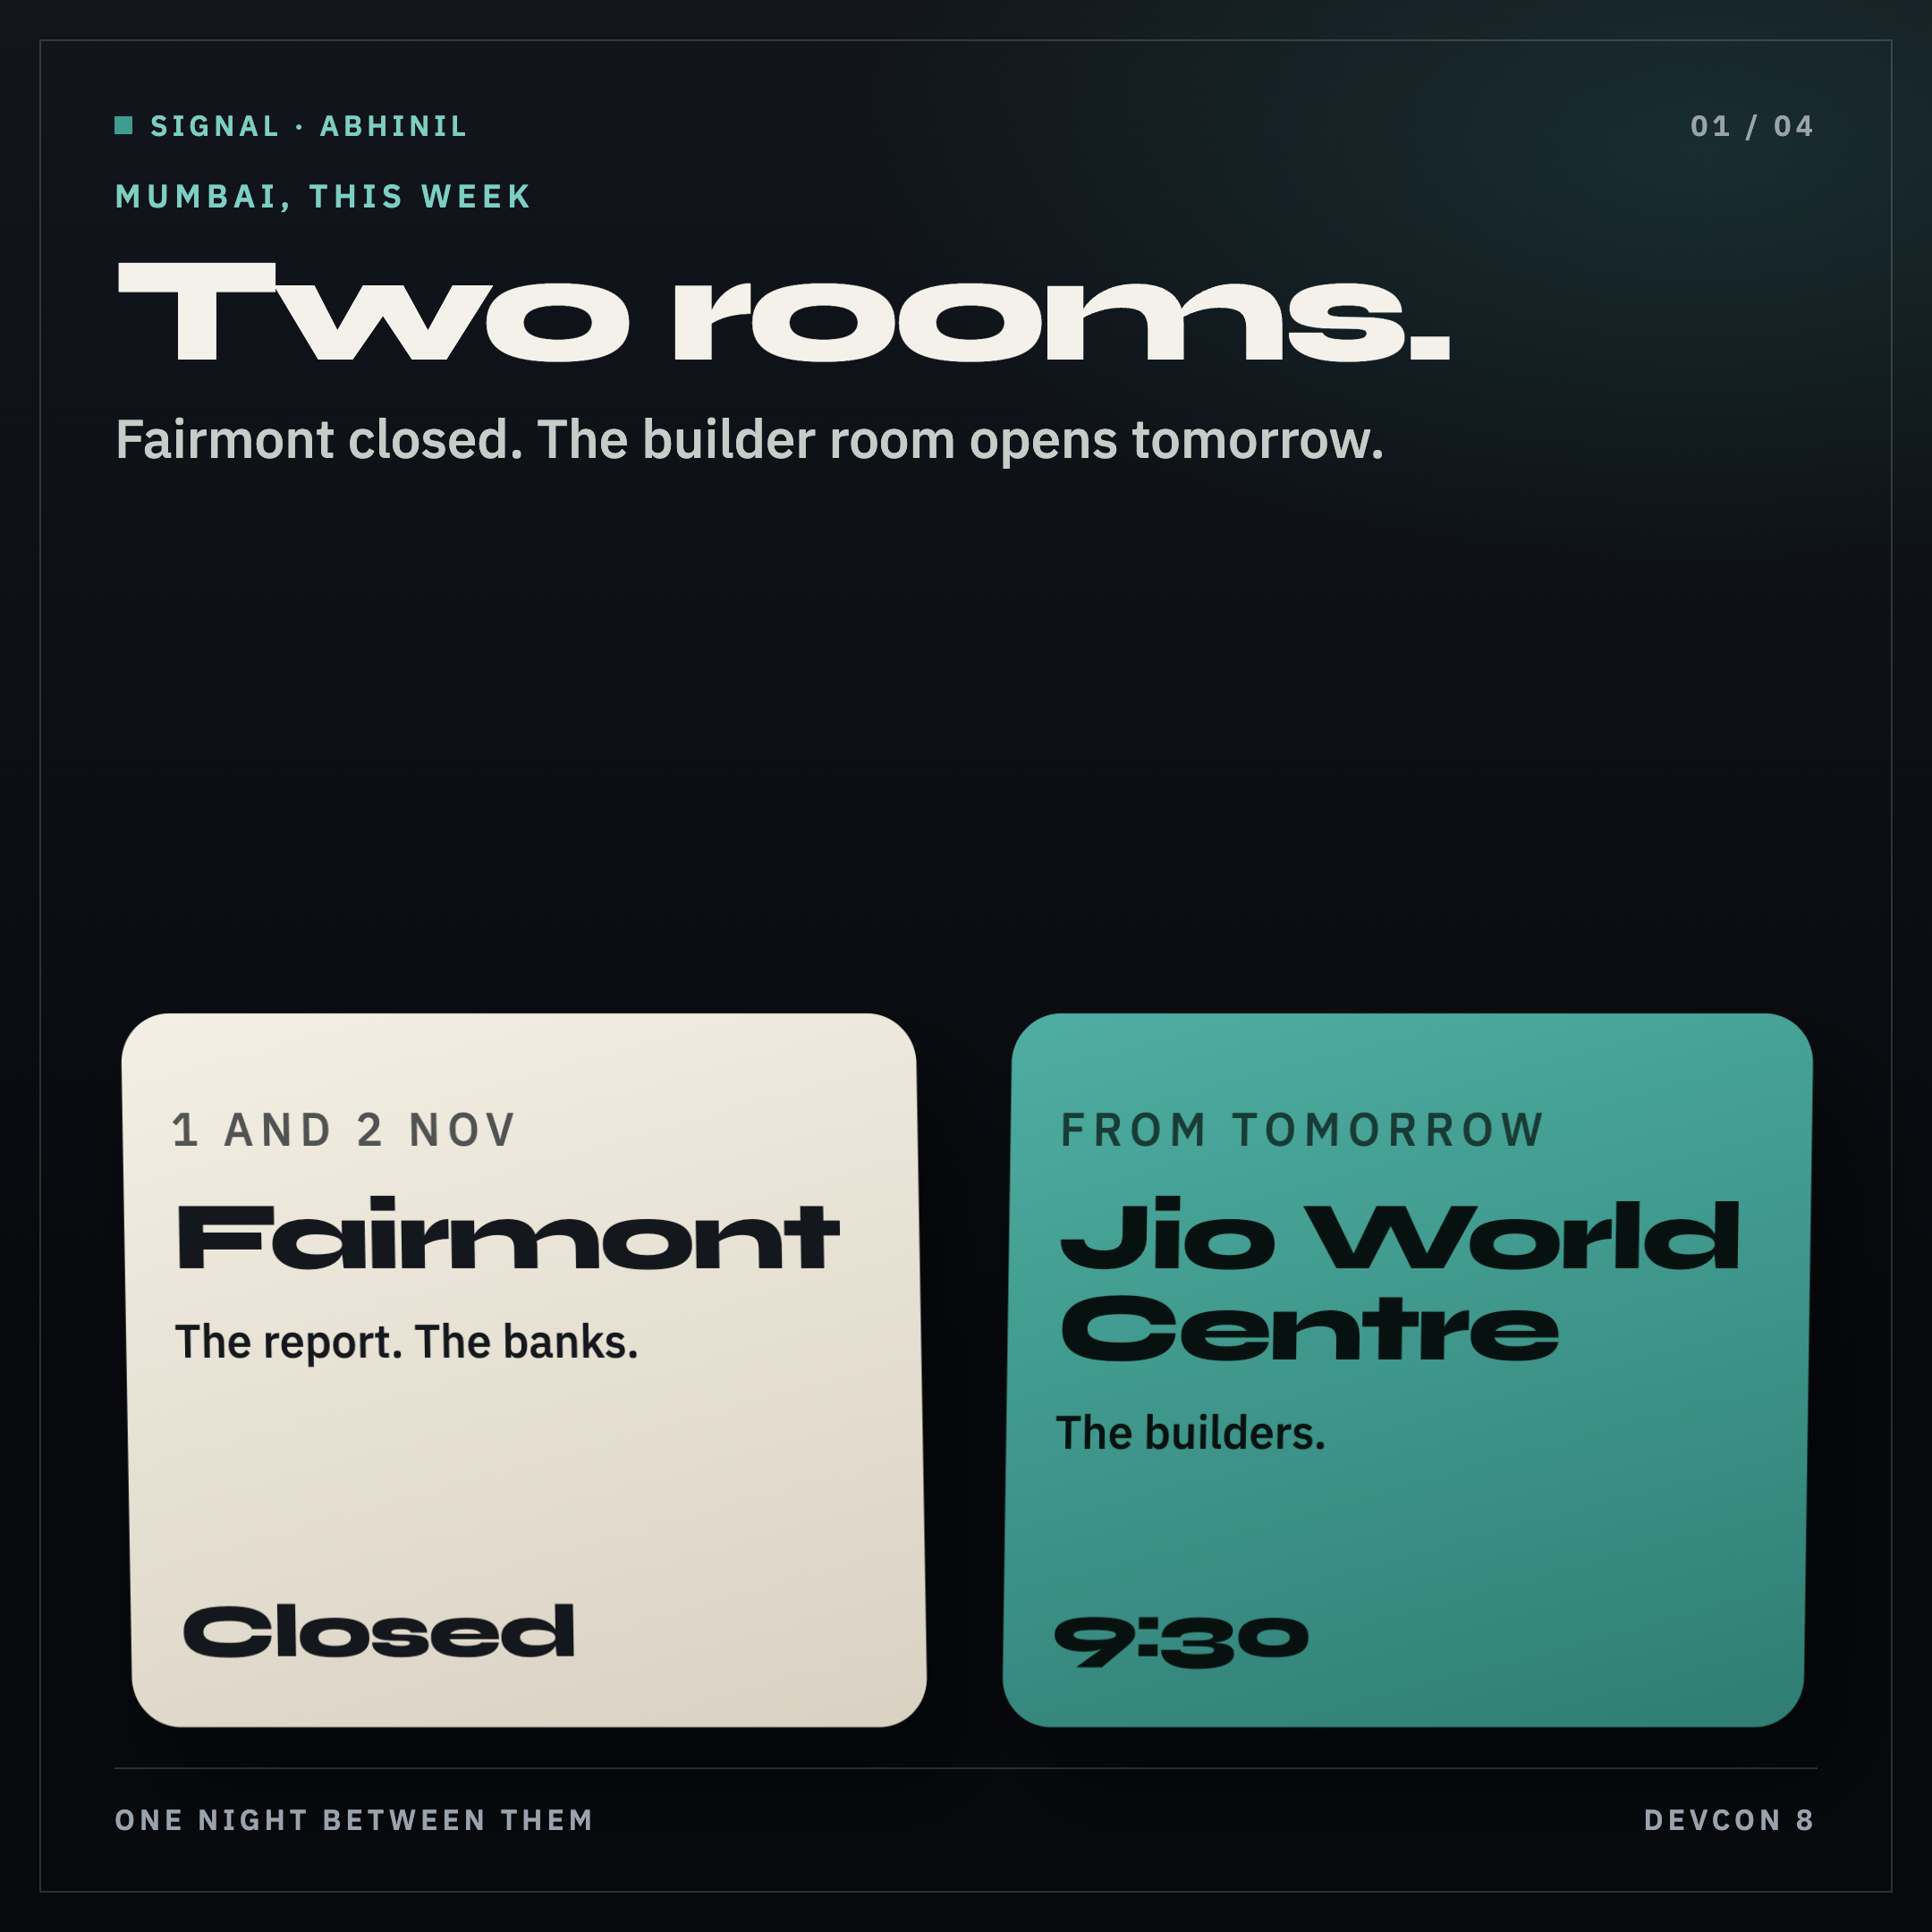 SIGNAL · ABHINIL
01 / 04
MUMBAI, THIS WEEK
Two rooms.
Fairmont closed. The builder room opens tomorrow.
1 AND 2 NOV
Fairmont
The report. The banks.
Closed
FROM TOMORROW
Jio World
Centre
The builders.
9:30
ONE NIGHT BETWEEN THEM
DEVCON 8